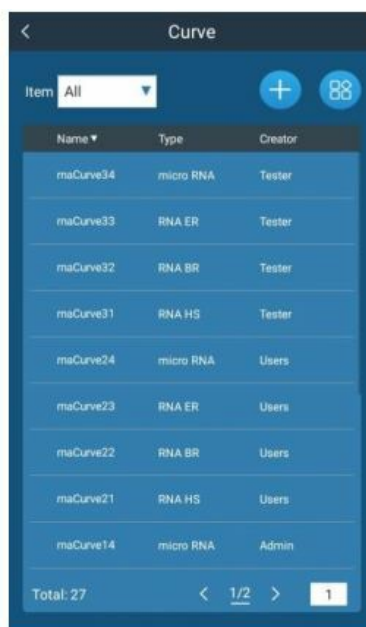 Curve
Item All
Name Type Creator
maCurve34 micro RNA Tester
maCurve33 RNA ER Tester
maCurve32 RNA BR Tester
maCurve31 RNA HS Tester
maCurve24 micro RNA Users
maCurve23 RNA ER Users
maCurve22 RNA BR Users
maCurve21 RNA HS Users
maCurve14 micro RNA Admin
Total: 27 < 1/2 > 1